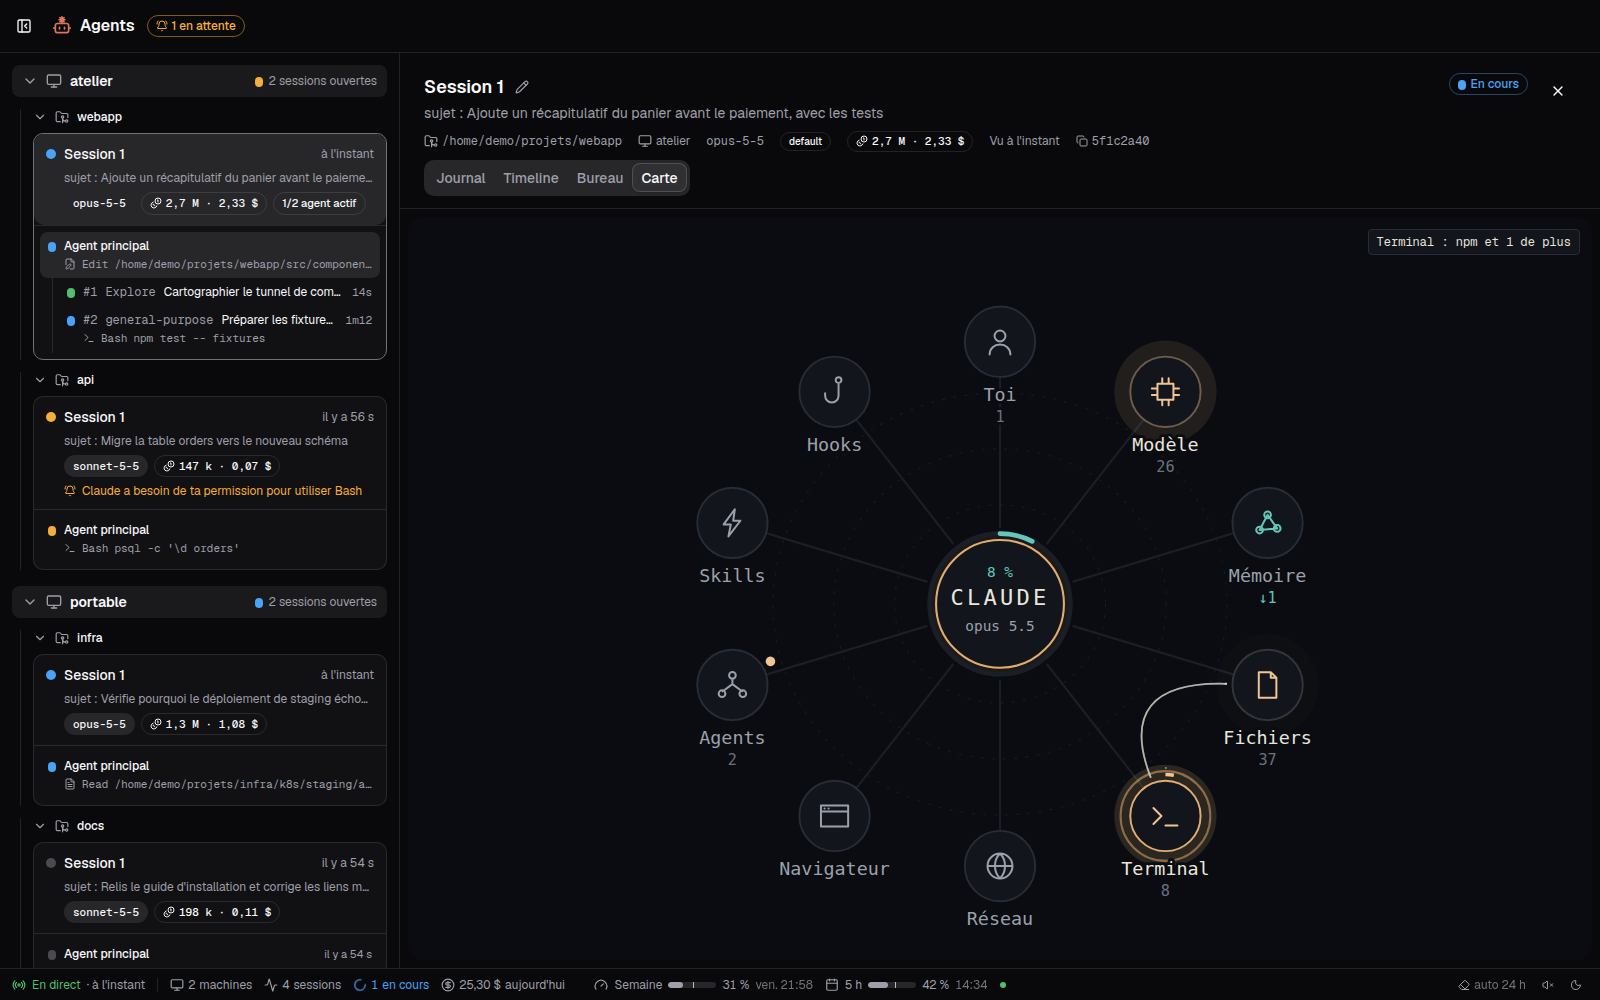 Agents
1 en attente
atelier
2 sessions ouvertes
webapp
Session 1
à l'instant
sujet : Ajoute un récapitulatif du panier avant le paieme…
opus-5-5
2,7 M · 2,33 $
1/2 agent actif
Agent principal
Edit /home/demo/projets/webapp/src/componen…
#1 Explore Cartographier le tunnel de com… 14s
#2 general-purpose Préparer les fixture… 1m12
Bash npm test -- fixtures
api
Session 1
il y a 56 s
sujet : Migre la table orders vers le nouveau schéma
sonnet-5-5
147 k · 0,07 $
Claude a besoin de ta permission pour utiliser Bash
Agent principal
Bash psql -c '\d orders'
portable
2 sessions ouvertes
infra
Session 1
à l'instant
sujet : Vérifie pourquoi le déploiement de staging écho…
opus-5-5
1,3 M · 1,08 $
Agent principal
Read /home/demo/projets/infra/k8s/staging/a…
docs
Session 1
il y a 54 s
sujet : Relis le guide d'installation et corrige les liens m…
sonnet-5-5
198 k · 0,11 $
Agent principal
il y a 54 s
Session 1
En cours
sujet : Ajoute un récapitulatif du panier avant le paiement, avec les tests
/home/demo/projets/webapp
atelier
opus-5-5
default
2,7 M · 2,33 $
Vu à l'instant
5f1c2a40
Journal
Timeline
Bureau
Carte
Terminal : npm et 1 de plus
Toi
1
Modèle
26
Mémoire
↓1
Fichiers
37
Terminal
8
Réseau
Navigateur
Agents
2
Skills
Hooks
8 %
CLAUDE
opus 5.5
En direct · à l'instant
2 machines
4 sessions
1 en cours
25,30 $ aujourd'hui
Semaine
31 %
ven. 21:58
5 h
42 %
14:34
auto 24 h